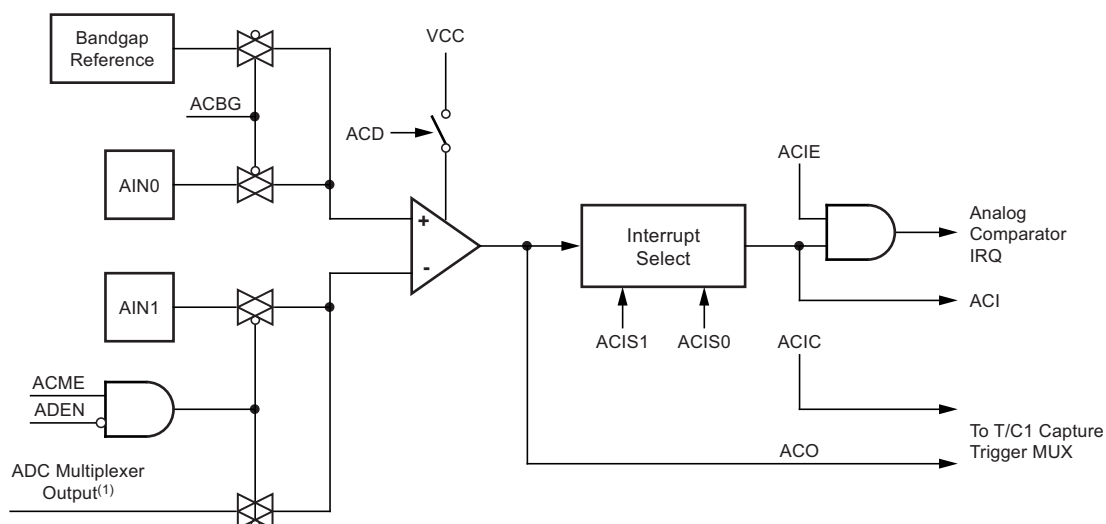 Bandgap
Reference
VCC
ACBG
ACD
AIN0
ACIE
+
Interrupt
Select
Analog
Comparator
IRQ
-
AIN1
ACI
ACIS1 ACIS0
ACIC
ACME
ADEN
To T/C1 Capture
Trigger MUX
ACO
ADC Multiplexer
Output(1)